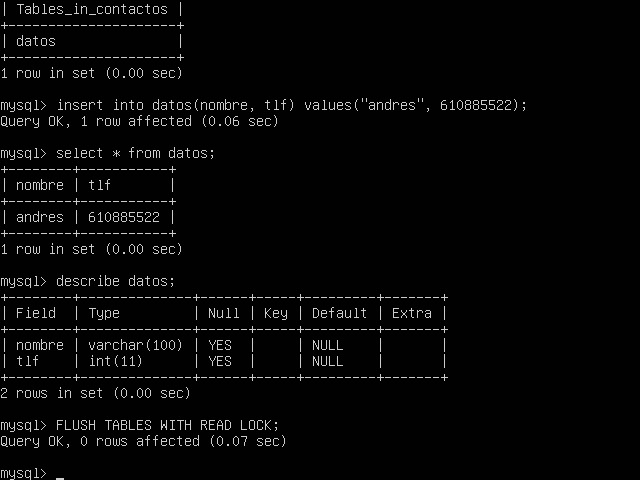 | Tables_in_contactos |
+---------------------+
| datos               |
+---------------------+
1 row in set (0.00 sec)
mysql> insert into datos(nombre, tlf) values("andres", 610885522);
Query OK, 1 row affected (0.06 sec)
mysql> select * from datos;
+--------+-----------+
| nombre | tlf       |
+--------+-----------+
| andres | 610885522 |
+--------+-----------+
1 row in set (0.00 sec)
mysql> describe datos;
+--------+--------------+------+-----+---------+-------+
| Field  | Type         | Null | Key | Default | Extra |
+--------+--------------+------+-----+---------+-------+
| nombre | varchar(100) | YES  |     | NULL    |       |
| tlf    | int(11)      | YES  |     | NULL    |       |
+--------+--------------+------+-----+---------+-------+
2 rows in set (0.00 sec)
mysql> FLUSH TABLES WITH READ LOCK;
Query OK, 0 rows affected (0.07 sec)
mysql> _